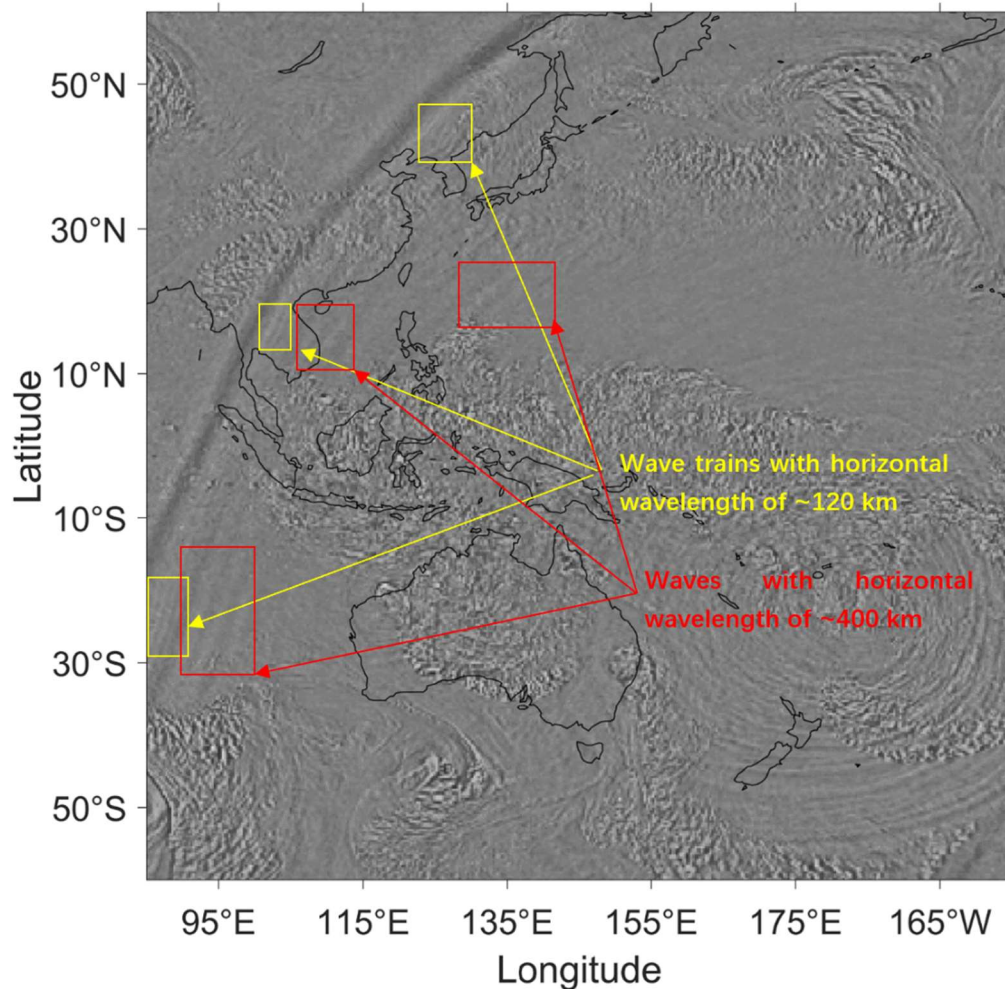 50°N
30°N
10°N
10°S
30°S
50°S
Latitude
Wave trains with horizontal
wavelength of ~120 km
Waves with horizontal
wavelength of ~400 km
95°E 115°E 135°E 155°E 175°E 165°W
Longitude